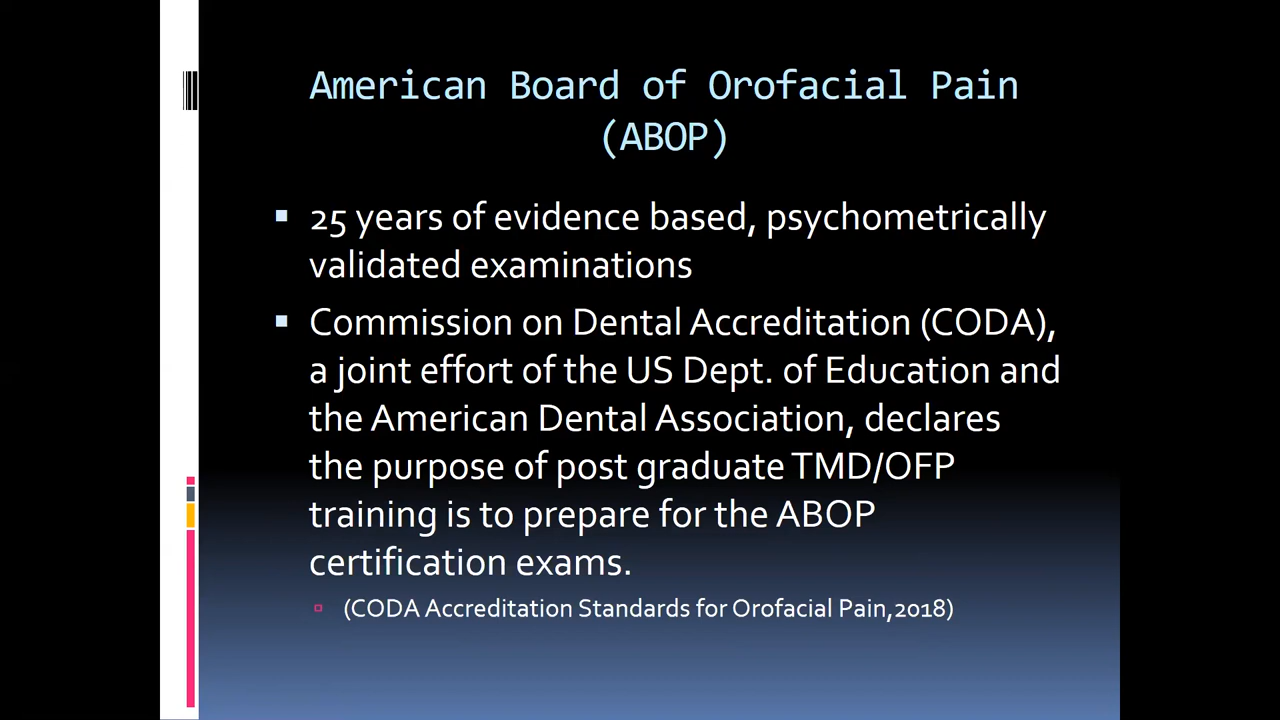 American Board of Orofacial Pain
(ABOP)
25 years of evidence based, psychometrically
validated examinations
Commission on Dental Accreditation (CODA),
a joint effort of the US Dept. of Education and
the American Dental Association, declares
the purpose of post graduate TMD/OFP
training is to prepare for the ABOP
certification exams.
(CODA Accreditation Standards for Orofacial Pain,2018)